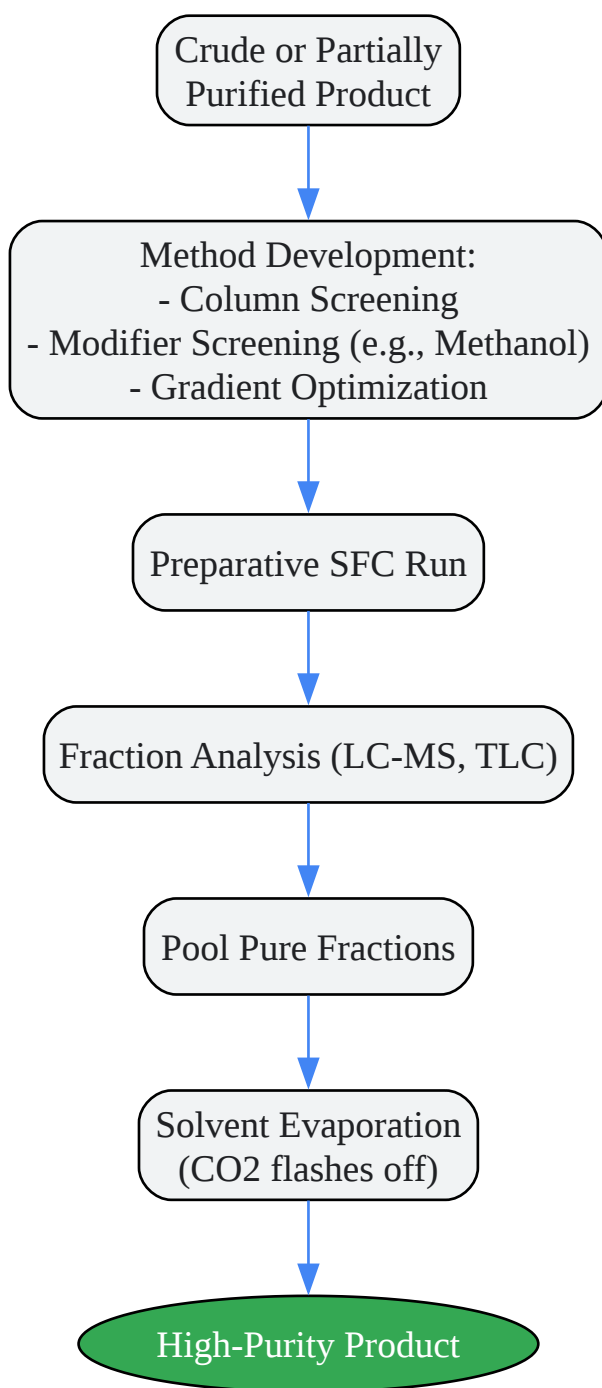 Crude or Partially
Purified Product
Method Development:
- Column Screening
- Modifier Screening (e.g., Methanol)
- Gradient Optimization
Preparative SFC Run
Fraction Analysis (LC-MS, TLC)
Pool Pure Fractions
Solvent Evaporation
(CO2 flashes off)
High-Purity Product